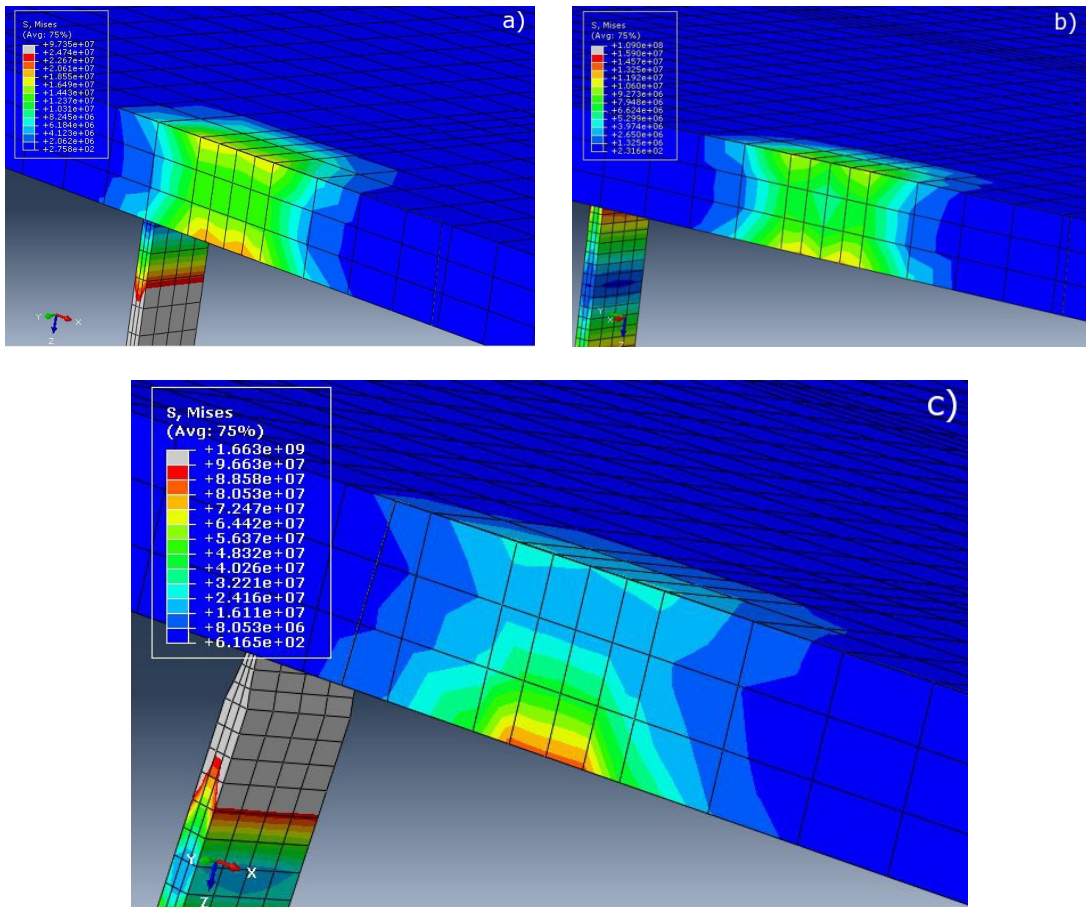 a)
S, Mises
(Avg: 75%)
+9.735e+07
+2.474e+07
+2.267e+07
+2.061e+07
+1.855e+07
+1.649e+07
+1.443e+07
+1.237e+07
+1.031e+07
+8.245e+06
+6.184e+06
+4.123e+06
+2.062e+06
+2.758e+02
Y
X
Z
b)
S, Mises
(Avg: 75%)
+1.090e+08
+1.590e+07
+1.457e+07
+1.325e+07
+1.192e+07
+1.060e+07
+9.273e+06
+7.948e+06
+6.624e+06
+5.299e+06
+3.974e+06
+2.650e+06
+1.325e+06
+2.316e+02
Y
X
Z
c)
S, Mises
(Avg: 75%)
+1.663e+09
+9.663e+07
+8.858e+07
+8.053e+07
+7.247e+07
+6.442e+07
+5.637e+07
+4.832e+07
+4.026e+07
+3.221e+07
+2.416e+07
+1.611e+07
+8.053e+06
+6.165e+02
Y
X
Z